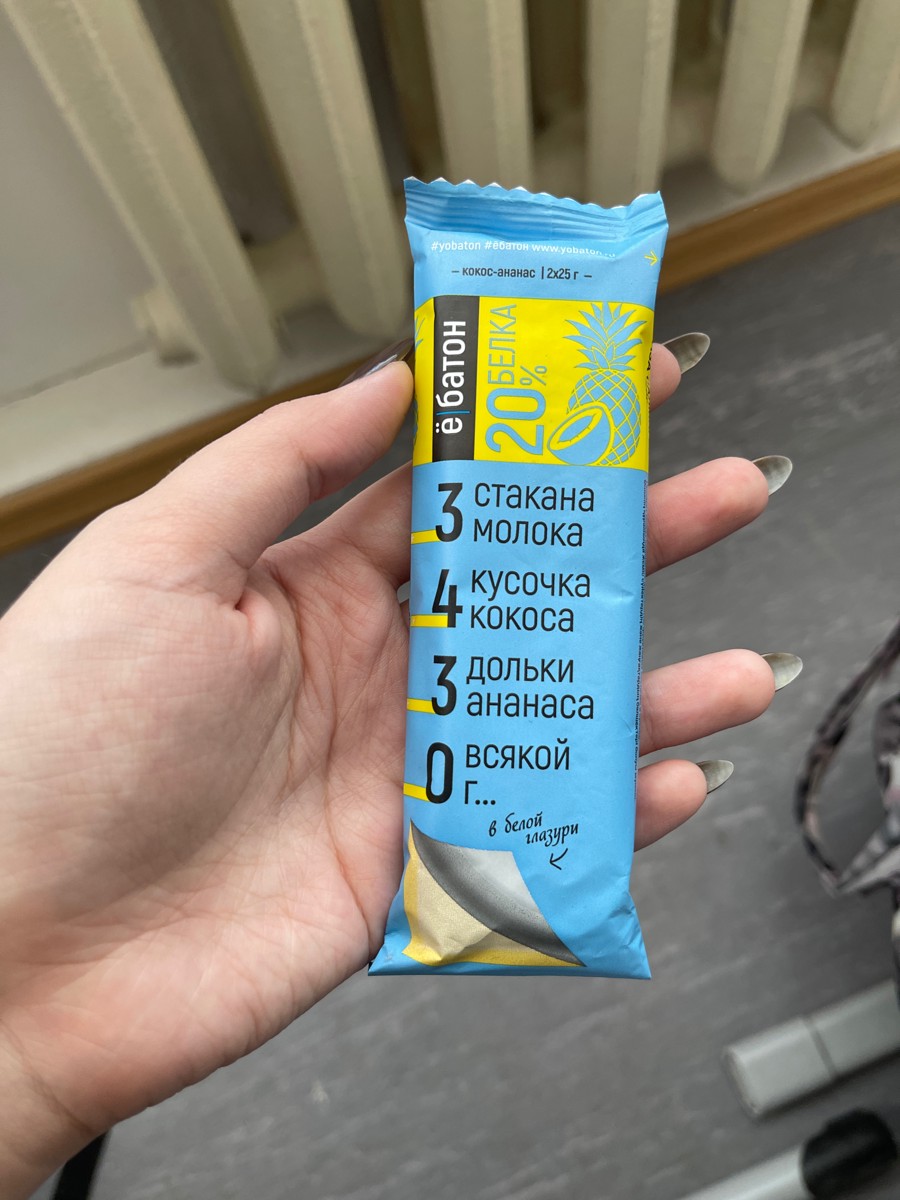 #yobaton #ёбатон www.yobaton.
– кокос-ананас | 2x25 г –
ё|батон
20% БЕЛКА
3 стакана
молока
4 кусочка
кокоса
3 дольки
ананаса
0 всякой
г...
в белой
глазури